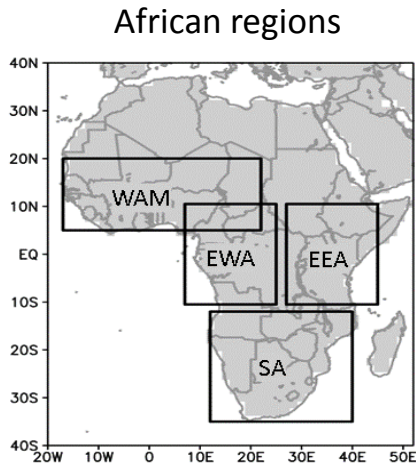 African regions
40N
30N
20N
10N
EQ
10S
20S
30S
40S
WAM
EWA
EEA
SA
20W
10W
0
10E
20E
30E
40E
50E